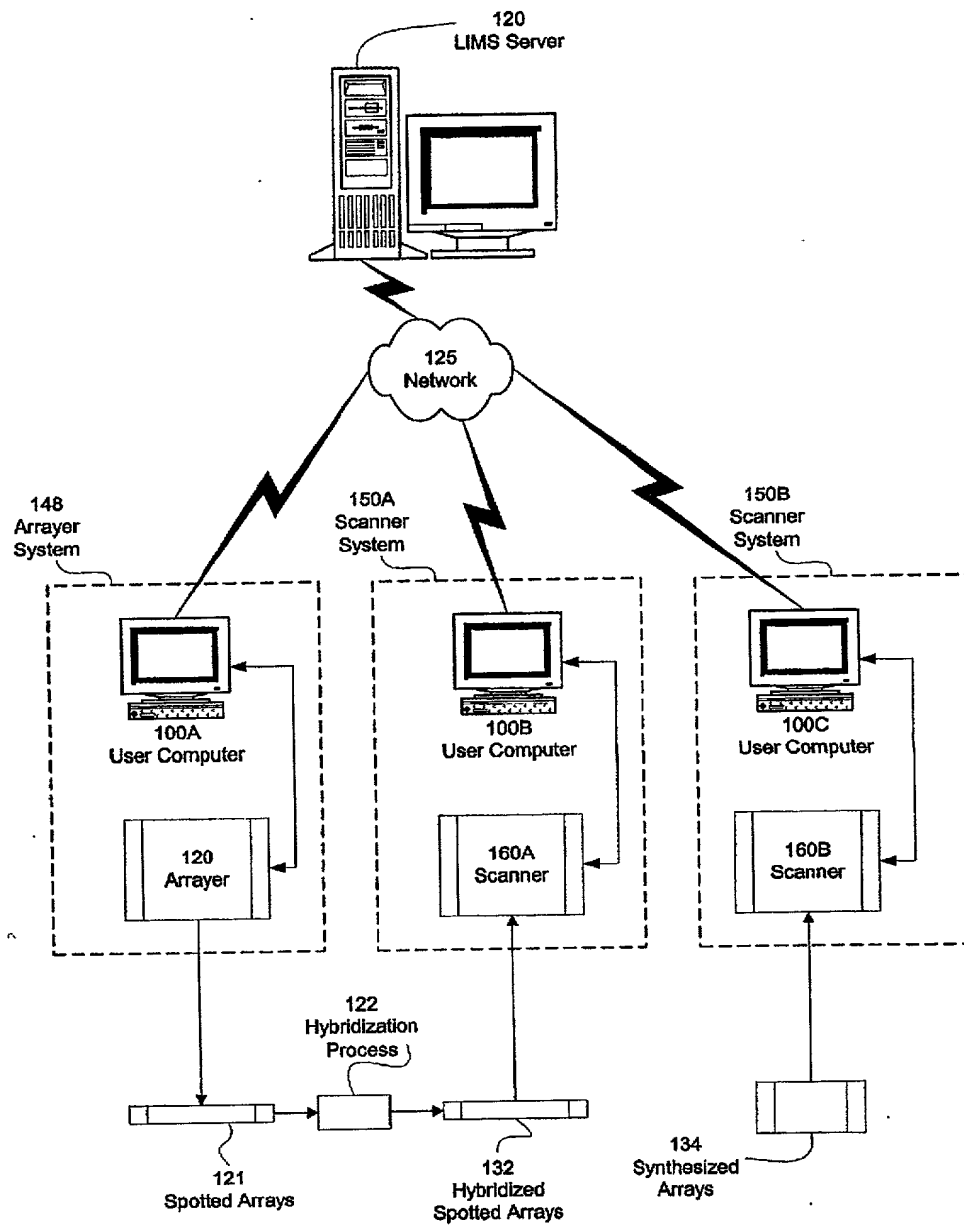 120
LIMS Server
125
Network
148
Arrayer
System
150A
Scanner
System
150B
Scanner
System
100A
User Computer
100B
User Computer
100C
User Computer
120
Arrayer
160A
Scanner
160B
Scanner
122
Hybridization
Process
121
Spotted Arrays
132
Hybridized
Spotted Arrays
134
Synthesized
Arrays